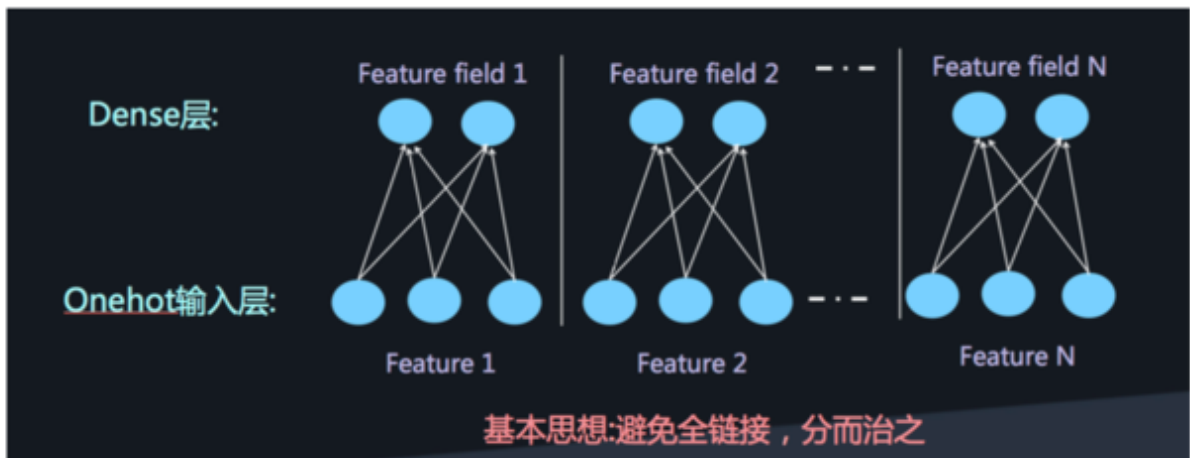 Feature field 1
Feature field 2
Feature field N
Dense层:
Onehot输入层:
Feature 1
Feature 2
Feature N
基本思想:避免全链接，分而治之